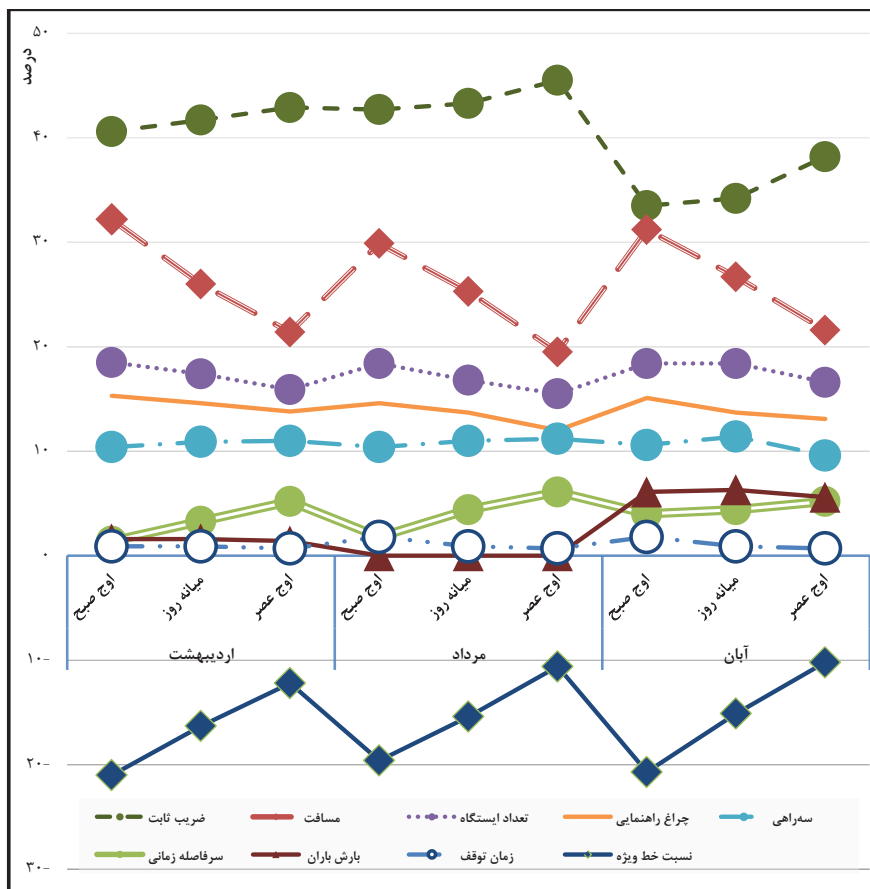 درصد
۵۰
۴۰
۳۰
۲۰
۱۰
۰
۱۰-
۲۰-
۳۰-
اوج صبح
میانه روز
اوج عصر
اوج صبح
میانه روز
اوج عصر
اوج صبح
میانه روز
اوج عصر
اردیبهشت
مرداد
آبان
ضریب ثابت
مسافت
تعداد ایستگاه
چراغ راهنمایی
سه‌راهی
سرفاصله زمانی
بارش باران
زمان توقف
نسبت خط ویژه